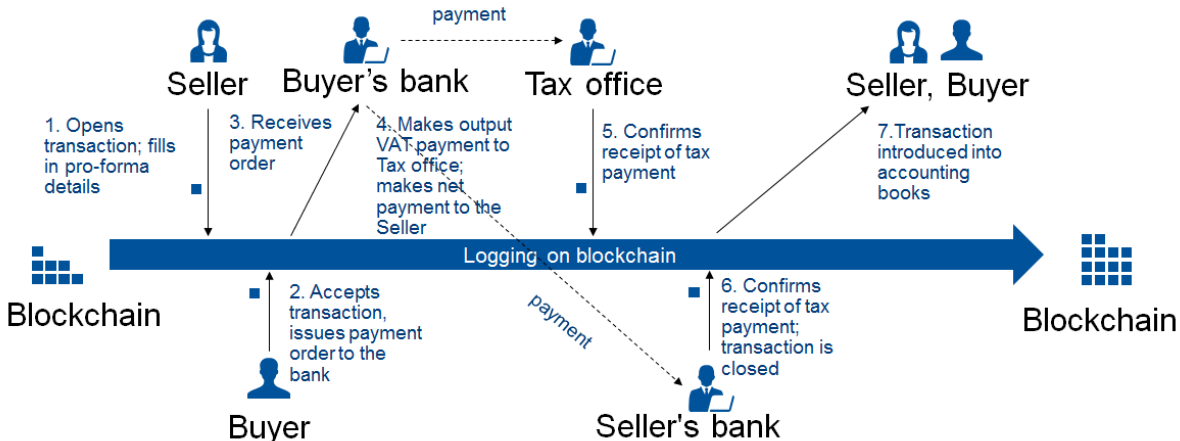 payment
Seller
Buyer's bank
Tax office
Seller, Buyer
1. Opens
transaction; fills
in pro-forma
details
3. Receives
payment
order
4. Makes output
VAT payment to
Tax office;
makes net
payment to the
Seller
5. Confirms
receipt of tax
payment
7.Transaction
introduced into
accounting
books
Logging on blockchain
Blockchain
2. Accepts
transaction,
issues payment
order to the
bank
payment
6. Confirms
receipt of tax
payment;
transaction is
closed
Blockchain
Buyer
Seller's bank